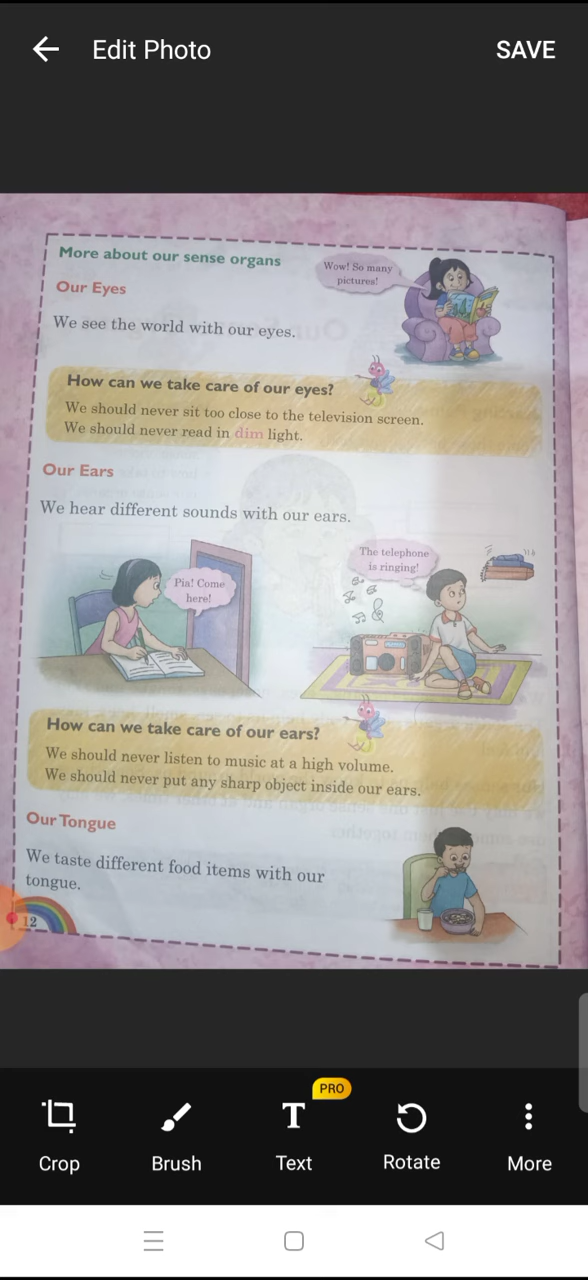 Edit Photo
SAVE
More about our sense organs
Wow! So many
pictures!
Our Eyes
We see the world with our eyes.
How can we take care of our eyes?
We should never sit too close to the television screen.
We should never read in dim light.
Our Ears
We hear different sounds with our ears.
Pia! Come
here!
The telephone
is ringing!
How can we take care of our ears?
We should never listen to music at a high volume.
We should never put any sharp object inside our ears.
Our Tongue
We taste different food items with our
tongue.
12
PRO
Crop
Brush
T
Text
Rotate
More